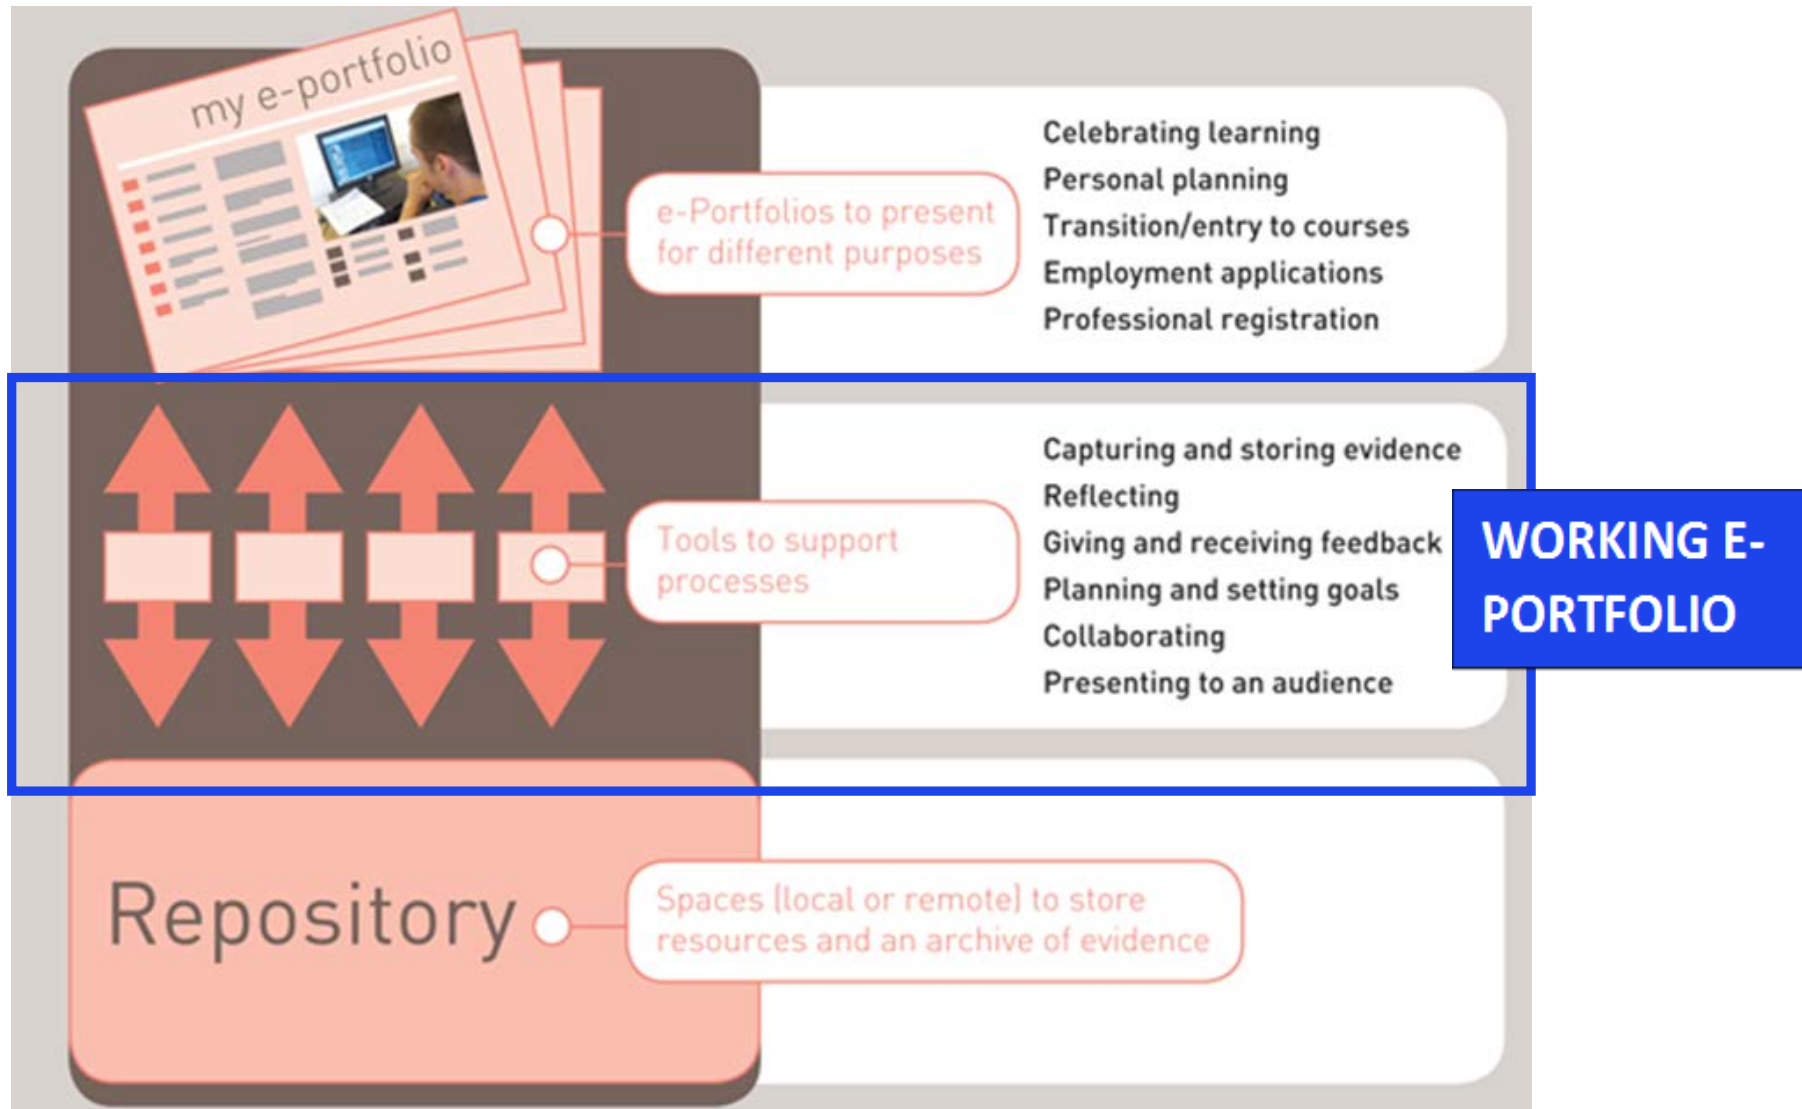 my e-portfolio
e-Portfolios to present
for different purposes
Celebrating learning
Personal planning
Transition/entry to courses
Employment applications
Professional registration
Tools to support
processes
Capturing and storing evidence
Reflecting
Giving and receiving feedback
Planning and setting goals
Collaborating
Presenting to an audience
WORKING E-
PORTFOLIO
Repository
Spaces (local or remote) to store
resources and an archive of evidence